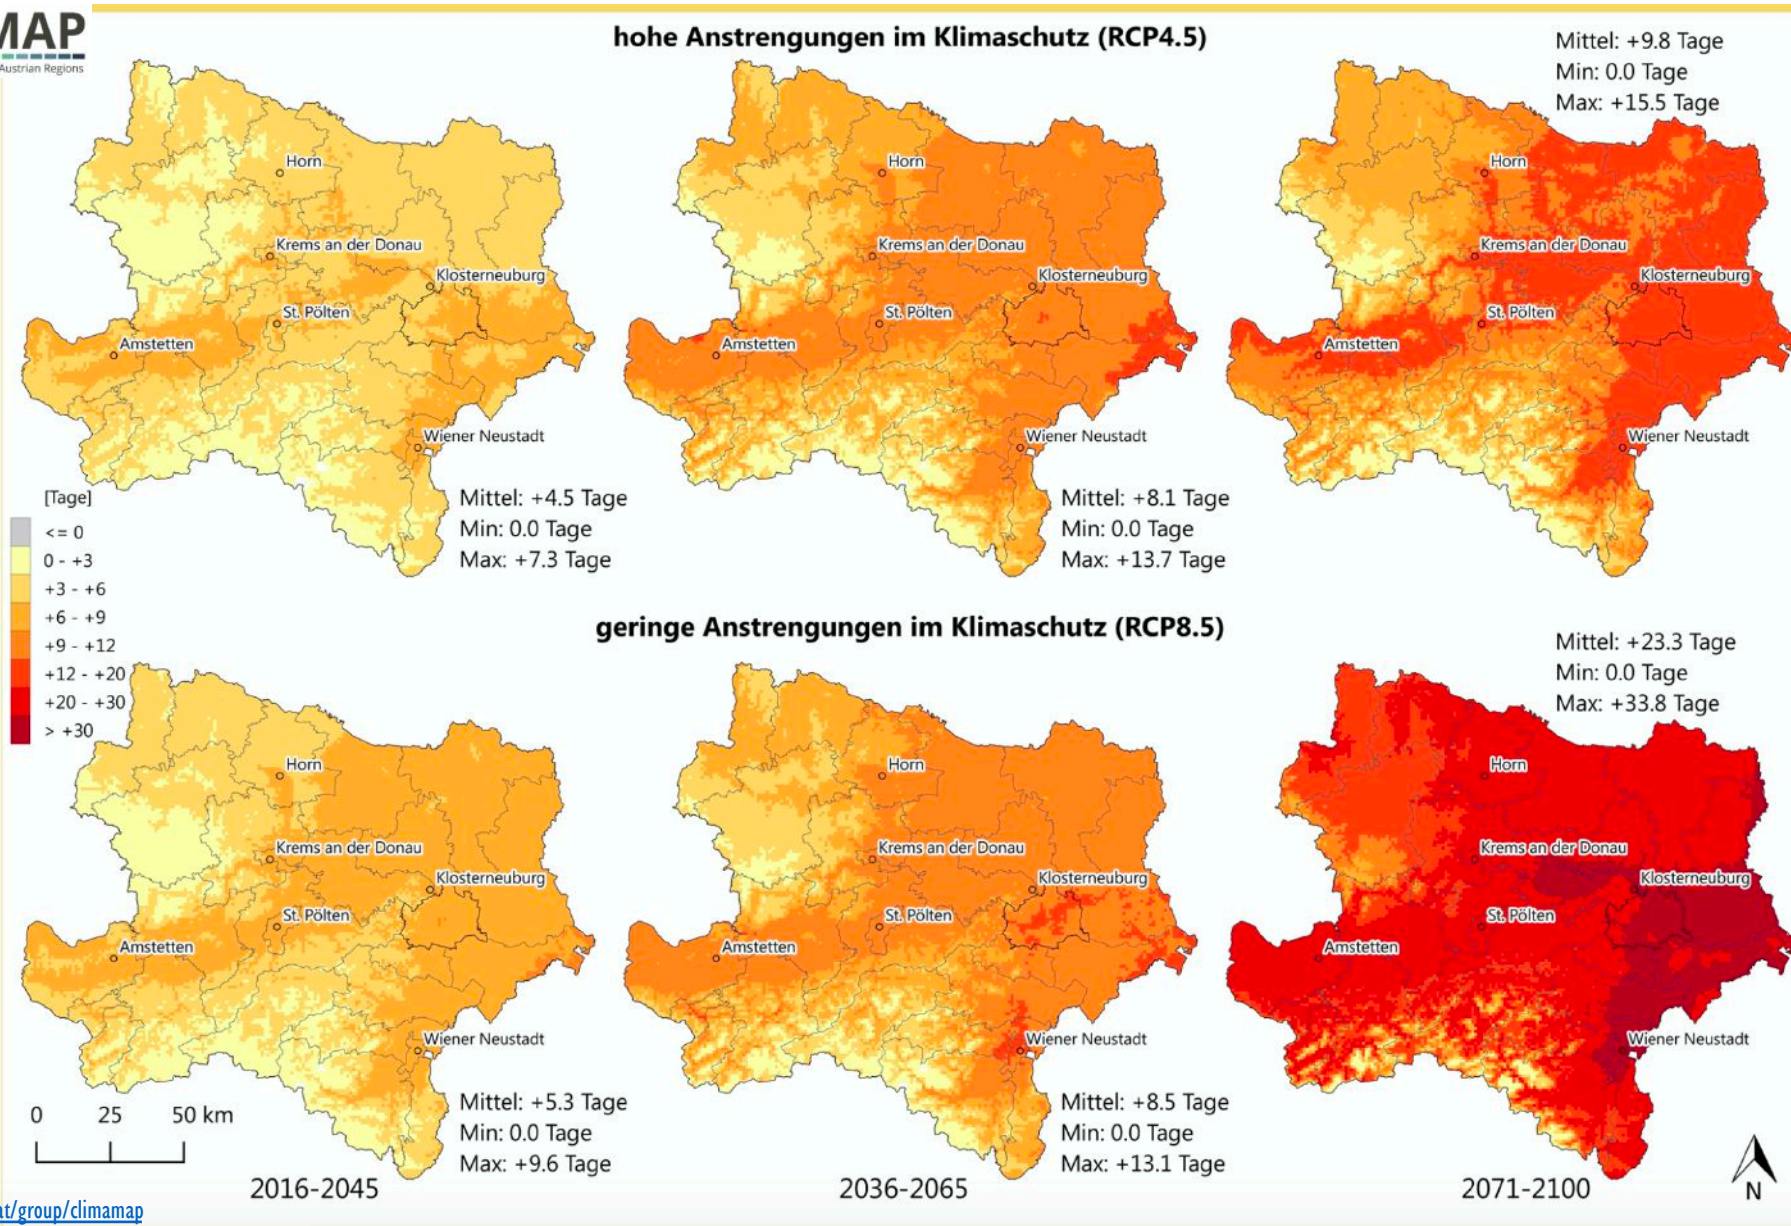 MAP
Austrian Regions
hohe Anstrengungen im Klimaschutz (RCP4.5)
Horn
Krems an der Donau
Klosterneuburg
St. Pölten
Amstetten
Wiener Neustadt
Mittel: +4.5 Tage
Min: 0.0 Tage
Max: +7.3 Tage
Horn
Krems an der Donau
Klosterneuburg
St. Pölten
Amstetten
Wiener Neustadt
Mittel: +8.1 Tage
Min: 0.0 Tage
Max: +13.7 Tage
Mittel: +9.8 Tage
Min: 0.0 Tage
Max: +15.5 Tage
Horn
Krems an der Donau
Klosterneuburg
St. Pölten
Amstetten
Wiener Neustadt
[Tage]
<= 0
0 - +3
+3 - +6
+6 - +9
+9 - +12
+12 - +20
+20 - +30
> +30
geringe Anstrengungen im Klimaschutz (RCP8.5)
Horn
Krems an der Donau
Klosterneuburg
St. Pölten
Amstetten
Wiener Neustadt
Mittel: +5.3 Tage
Min: 0.0 Tage
Max: +9.6 Tage
Horn
Krems an der Donau
Klosterneuburg
St. Pölten
Amstetten
Wiener Neustadt
Mittel: +8.5 Tage
Min: 0.0 Tage
Max: +13.1 Tage
Mittel: +23.3 Tage
Min: 0.0 Tage
Max: +33.8 Tage
Horn
Krems an der Donau
Klosterneuburg
St. Pölten
Amstetten
Wiener Neustadt
0 25 50 km
2016-2045
2036-2065
2071-2100
N
at/group/climamap